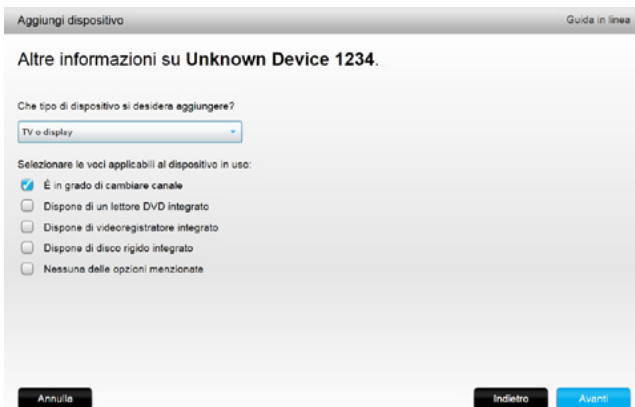 Aggiungi dispositivo Guida in linea
Altre informazioni su Unknown Device 1234.
Che tipo di dispositivo si desidera aggiungere?
TV o display
Selezionare le voci applicabili al dispositivo in uso:
È in grado di cambiare canale
Dispone di un lettore DVD integrato
Dispone di videoregistratore integrato
Dispone di disco rigido integrato
Nessuna delle opzioni menzionate
Annulla Indietro Avanti